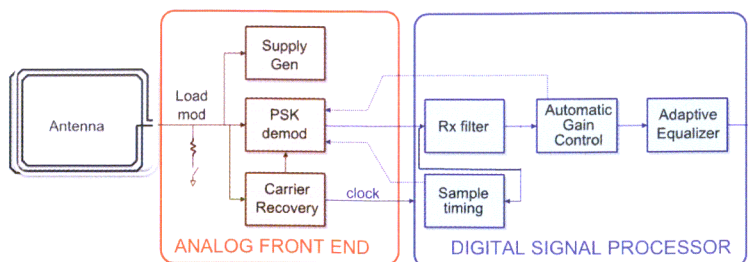 Antenna
Load
mod
Supply
Gen
PSK
demod
Carrier
Recovery
clock
ANALOG FRONT END
Rx filter
Automatic
Gain
Control
Adaptive
Equalizer
Sample
timing
DIGITAL SIGNAL PROCESSOR